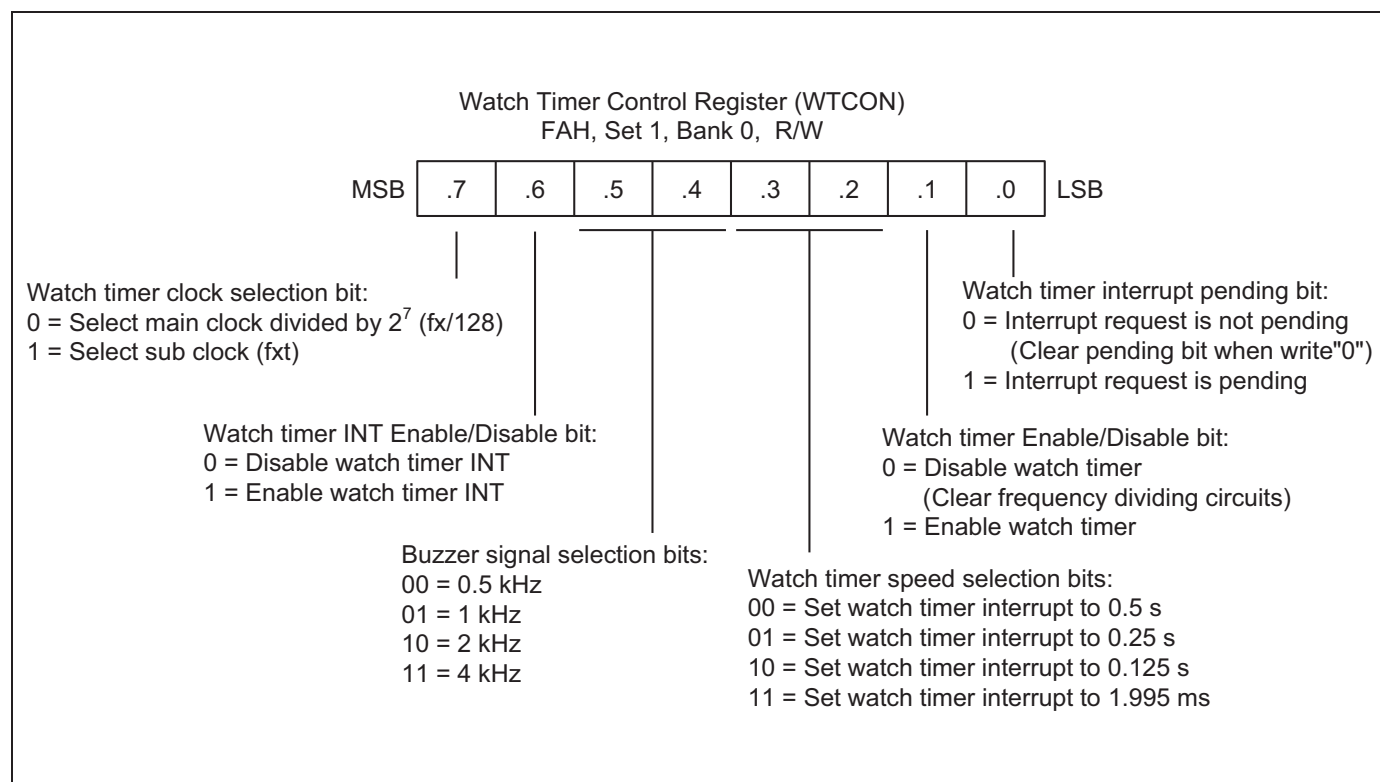 Watch Timer Control Register (WTCON)
FAH, Set 1, Bank 0, R/W
MSB .7 .6 .5 .4 .3 .2 .1 .0 LSB
Watch timer clock selection bit:
0 = Select main clock divided by 2⁷ (fx/128)
1 = Select sub clock (fxt)
Watch timer interrupt pending bit:
0 = Interrupt request is not pending
(Clear pending bit when write"0")
1 = Interrupt request is pending
Watch timer INT Enable/Disable bit:
0 = Disable watch timer INT
1 = Enable watch timer INT
Watch timer Enable/Disable bit:
0 = Disable watch timer
(Clear frequency dividing circuits)
1 = Enable watch timer
Buzzer signal selection bits:
00 = 0.5 kHz
01 = 1 kHz
10 = 2 kHz
11 = 4 kHz
Watch timer speed selection bits:
00 = Set watch timer interrupt to 0.5 s
01 = Set watch timer interrupt to 0.25 s
10 = Set watch timer interrupt to 0.125 s
11 = Set watch timer interrupt to 1.995 ms